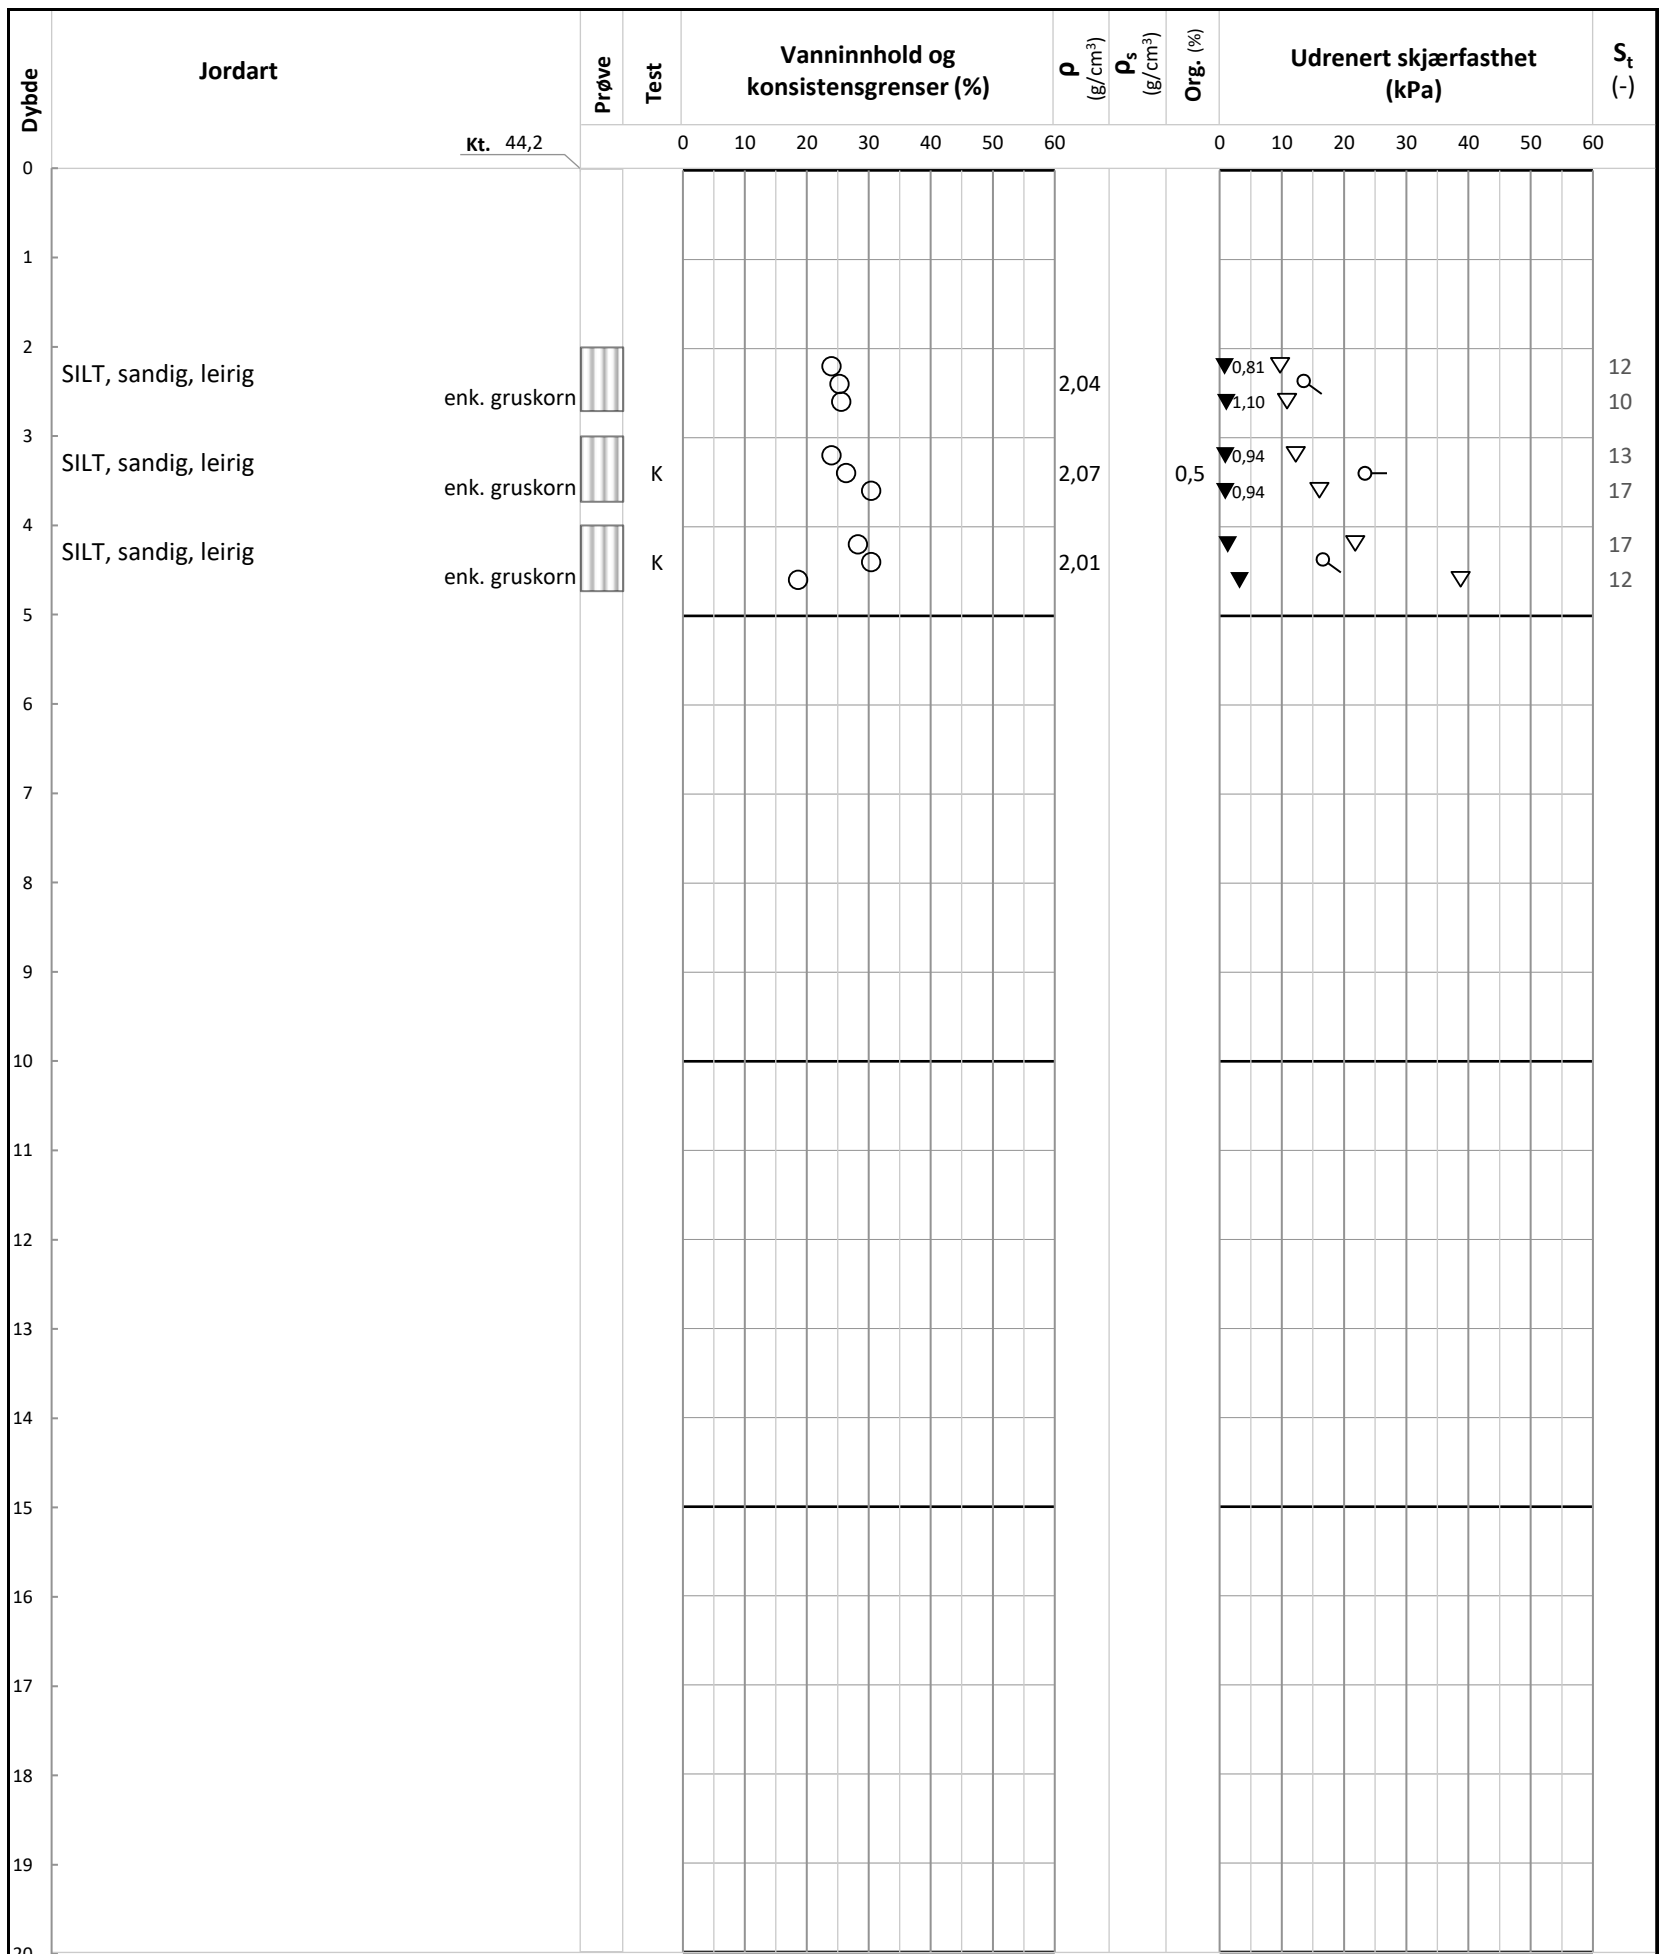 Dybde
Jordart
Prøve
Test
Vanninnhold og
konsistensgrenser (%)
ρ
(g/cm³)
ρs
(g/cm³)
Org. (%)
Udrenert skjærfasthet
(kPa)
St
(-)
Kt. 44,2
0 10 20 30 40 50 60
0 10 20 30 40 50 60
0
1
2
SILT, sandig, leirig
enk. gruskorn
2,04
0,81
1,10
12
10
3
SILT, sandig, leirig
enk. gruskorn
K
2,07
0,5
0,94
0,94
13
17
4
SILT, sandig, leirig
enk. gruskorn
K
2,01
17
12
5
6
7
8
9
10
11
12
13
14
15
16
17
18
19
20